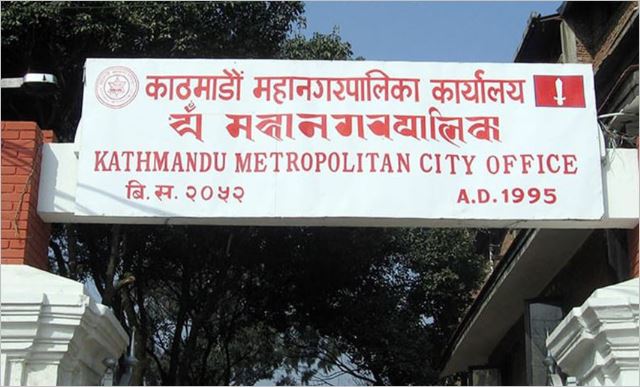 काठमाडौं महानगरपालिका कार्यालय
KATHMANDU METROPOLITAN CITY OFFICE
बि.स. २०५२ A.D.1995